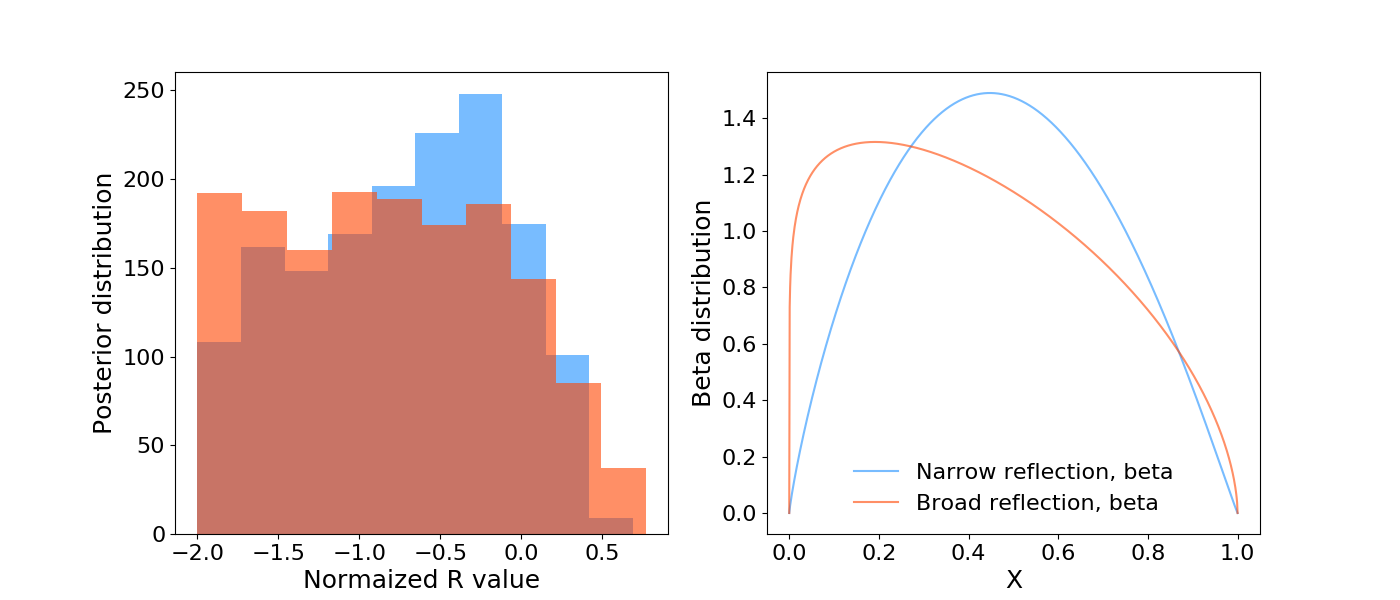 Posterior distribution
250
200
150
100
50
0
−2.0 −1.5 −1.0 −0.5 0.0 0.5
Normaized R value
Beta distribution
1.4
1.2
1.0
0.8
0.6
0.4
0.2
0.0
Narrow reflection, beta
Broad reflection, beta
0.0 0.2 0.4 0.6 0.8 1.0
X